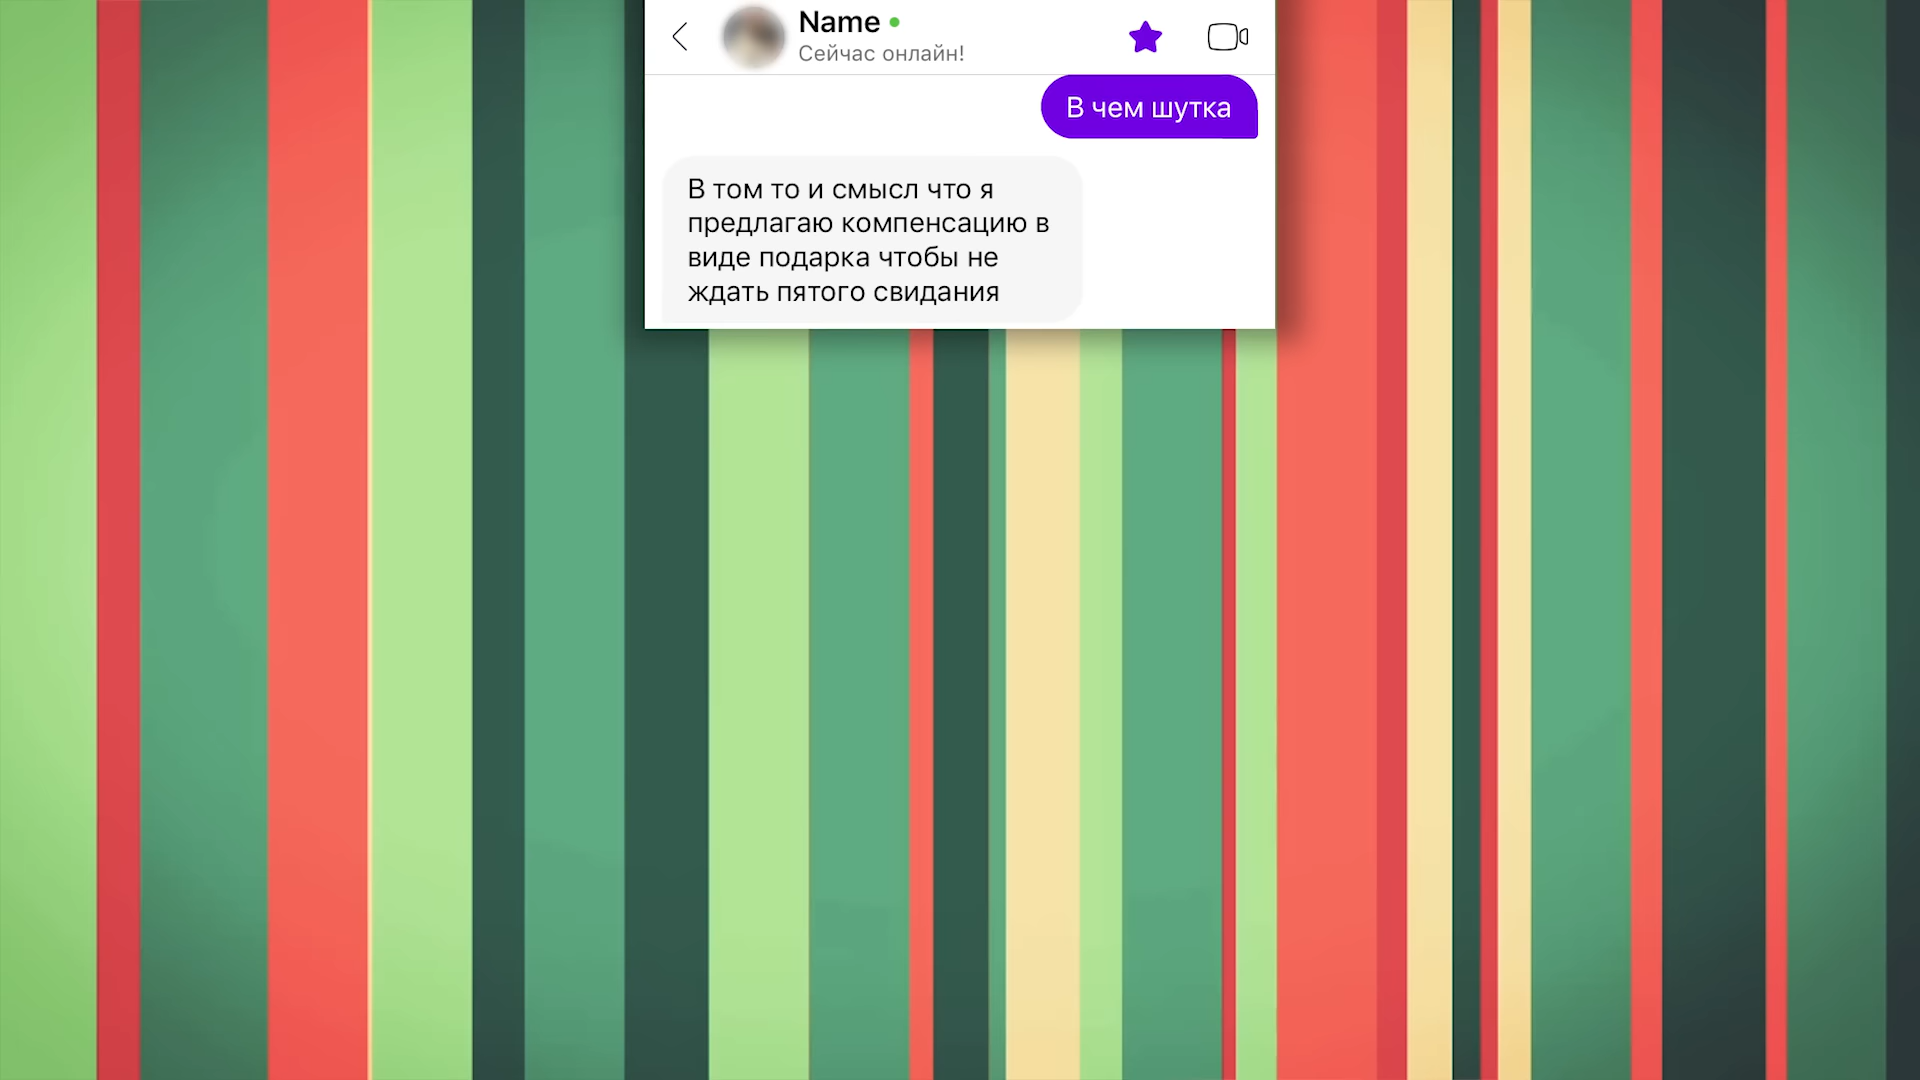 Name
Сейчас онлайн!
В чем шутка
В том то и смысл что я
предлагаю компенсацию в
виде подарка чтобы не
ждать пятого свидания